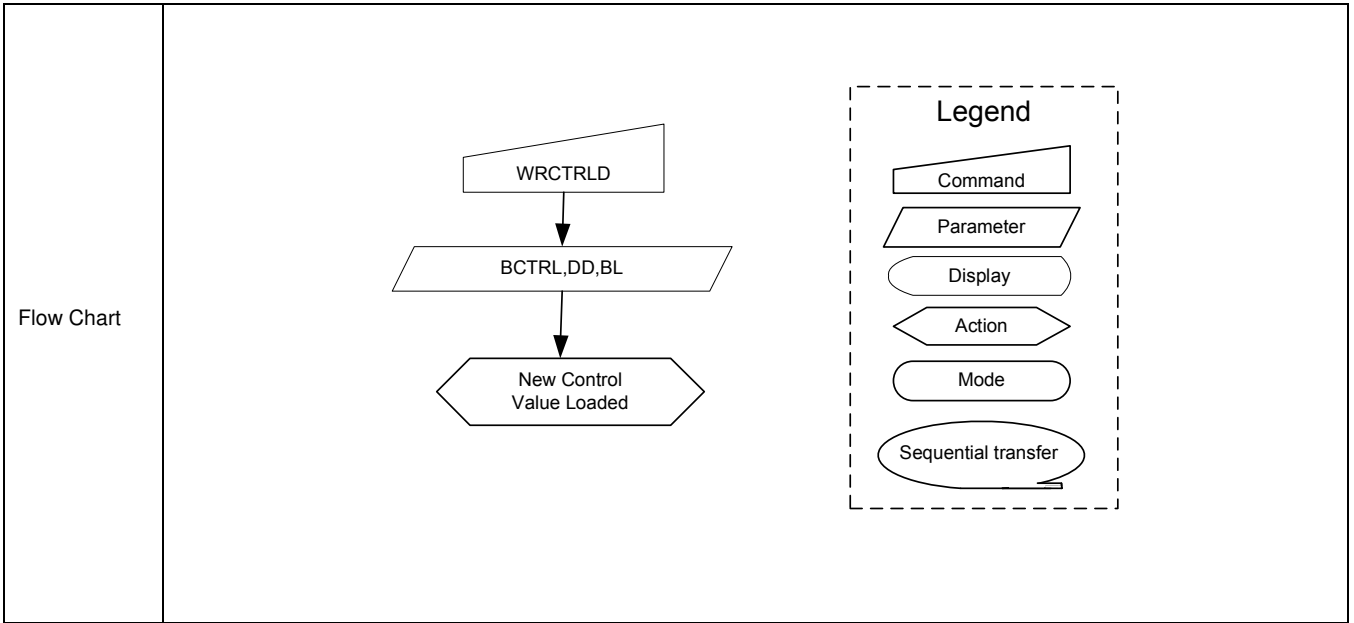 Flow Chart
WRCTRLD
BCTRL,DD,BL
New Control
Value Loaded
Legend
Command
Parameter
Display
Action
Mode
Sequential transfer